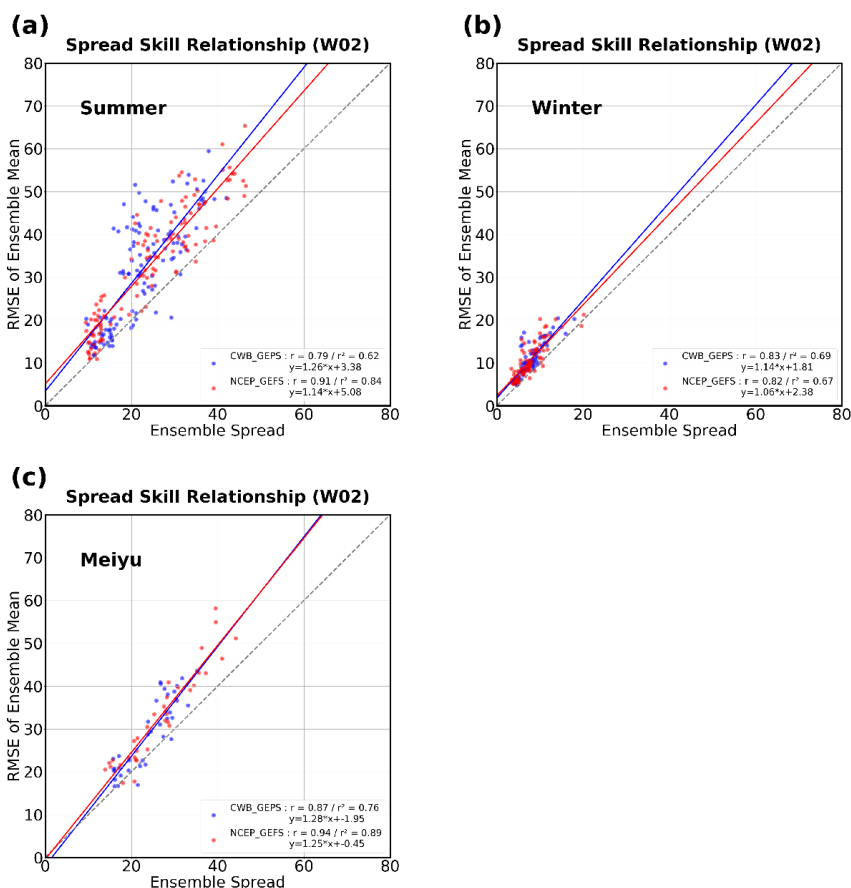 (a)
Spread Skill Relationship (W02)
Summer
RMSE of Ensemble Mean
80
70
60
50
40
30
20
10
0
CWB_GEPS : r = 0.79 / r² = 0.62
y=1.26*x+3.38
NCEP_GEFS : r = 0.91 / r² = 0.84
y=1.14*x+5.08
0 20 40 60 80
Ensemble Spread
(b)
Spread Skill Relationship (W02)
Winter
RMSE of Ensemble Mean
80
70
60
50
40
30
20
10
0
CWB_GEPS : r = 0.83 / r² = 0.69
y=1.14*x+1.81
NCEP_GEFS : r = 0.82 / r² = 0.67
y=1.06*x+2.38
0 20 40 60 80
Ensemble Spread
(c)
Spread Skill Relationship (W02)
Meiyu
RMSE of Ensemble Mean
80
70
60
50
40
30
20
10
0
CWB_GEPS : r = 0.87 / r² = 0.76
y=1.28*x+-1.95
NCEP_GEFS : r = 0.94 / r² = 0.89
y=1.25*x+-0.45
0 20 40 60 80
Ensemble Spread